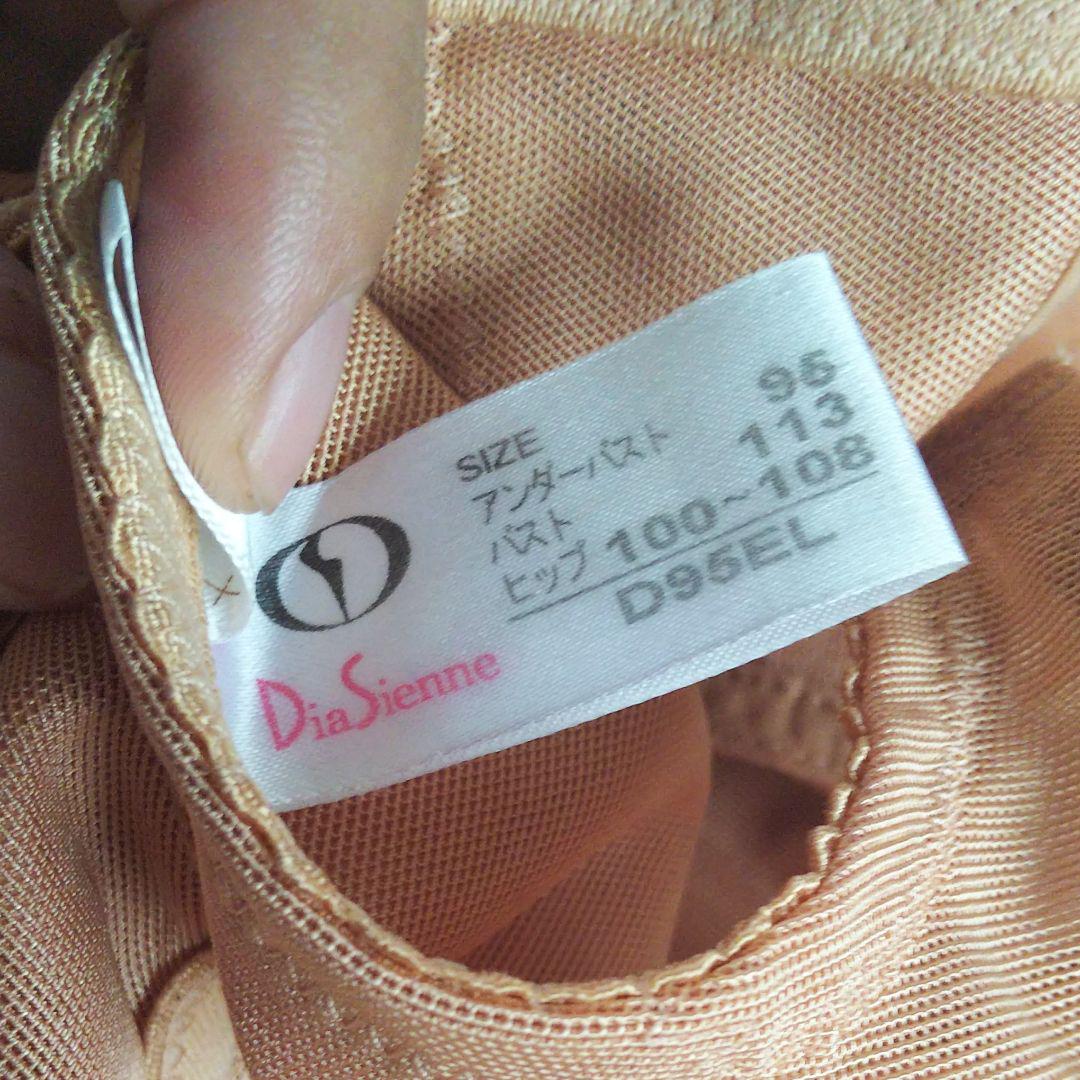 SIZE
アンダーバスト 95
バスト 113
ヒップ 100~108
D95EL
DiaSienne